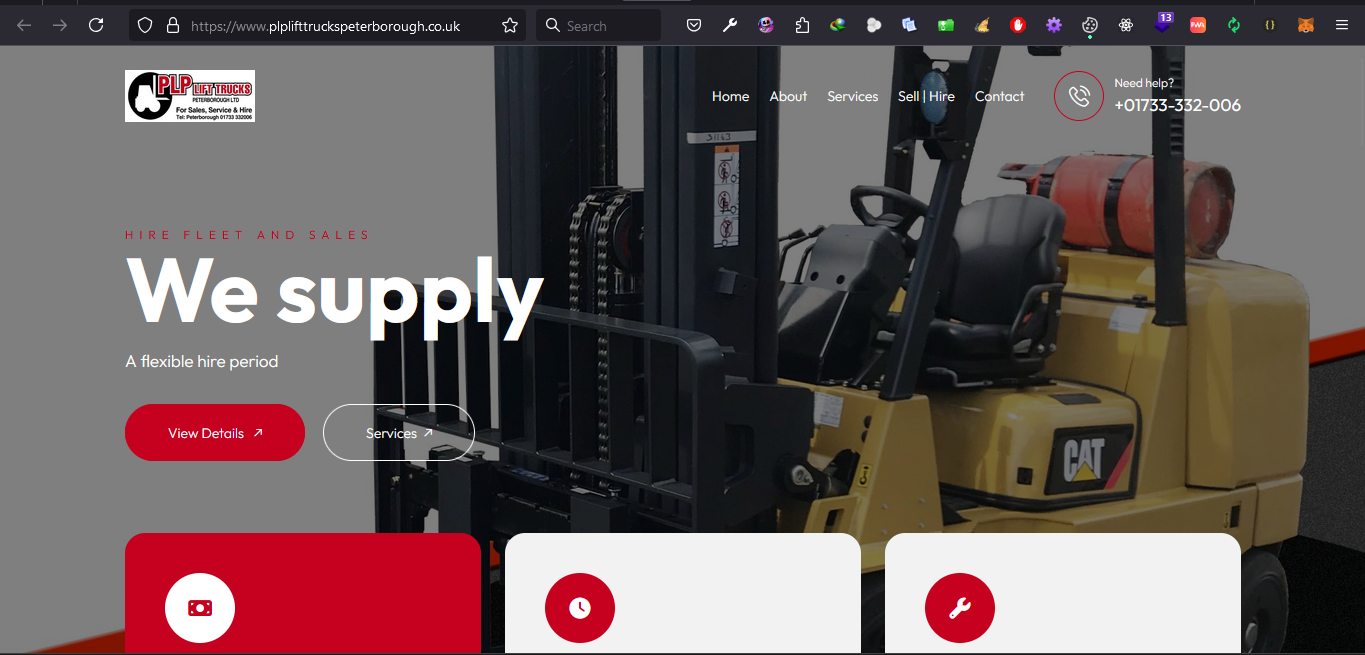 https://www.plplifttruckspeterborough.co.uk
Search
13
PLP LIFT TRUCKS
PETERBOROUGH LTD
For Sales, Service & Hire
Tel: Peterborough 01733 332006
Home
About
Services
Sell | Hire
Contact
Need help?
+01733-332-006
31143
HIRE FLEET AND SALES
We supply
A flexible hire period
View Details
Services
CAT